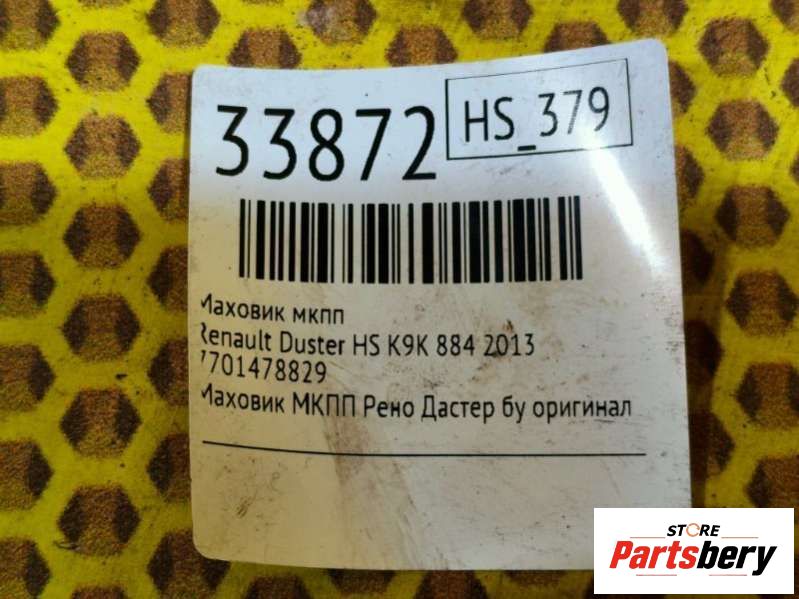 33872
HS_379
Маховик мкпп
Renault Duster HS K9K 884 2013
7701478829
Маховик МКПП Рено Дастер бу оригинал
STORE
Partsbery